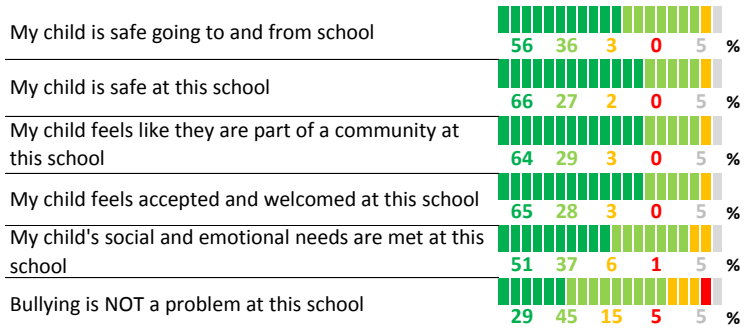 My child is safe going to and from school
56 36 3 0 5 %
My child is safe at this school
66 27 2 0 5 %
My child feels like they are part of a community at
this school
64 29 3 0 5 %
My child feels accepted and welcomed at this school
65 28 3 0 5 %
My child's social and emotional needs are met at this
school
51 37 6 1 5 %
Bullying is NOT a problem at this school
29 45 15 5 5 %